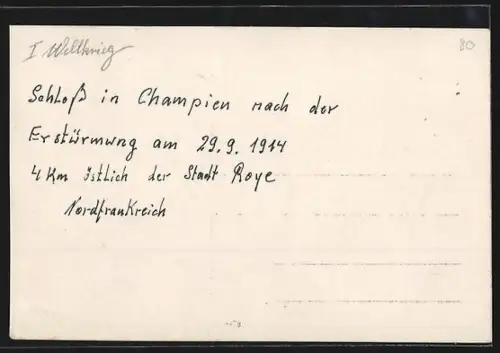 I Weltkrieg
80
Schloß in Champien nach der
Erstürmung am 29.9.1914
4 Km östlich der Stadt Roye
Nordfrankreich